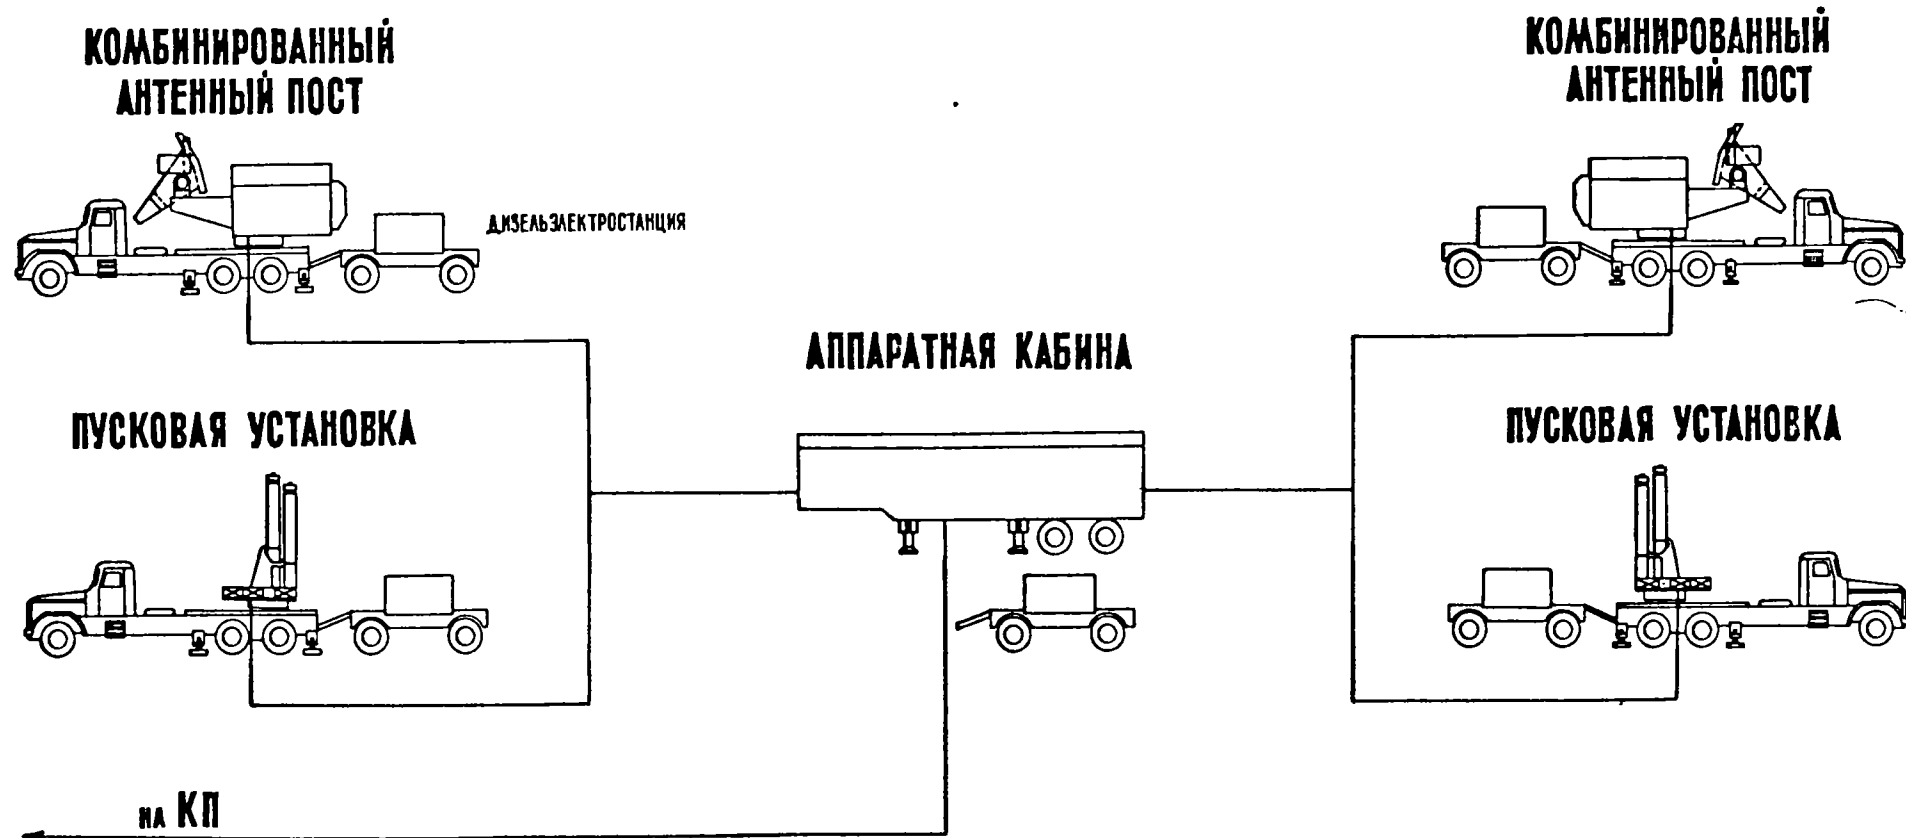 КОМБИНИРОВАННЫЙ
АНТЕННЫЙ ПОСТ
КОМБИНИРОВАННЫЙ
АНТЕННЫЙ ПОСТ
ДИЗЕЛЬЭЛЕКТРОСТАНЦИЯ
АППАРАТНАЯ КАБИНА
ПУСКОВАЯ УСТАНОВКА
ПУСКОВАЯ УСТАНОВКА
НА КП